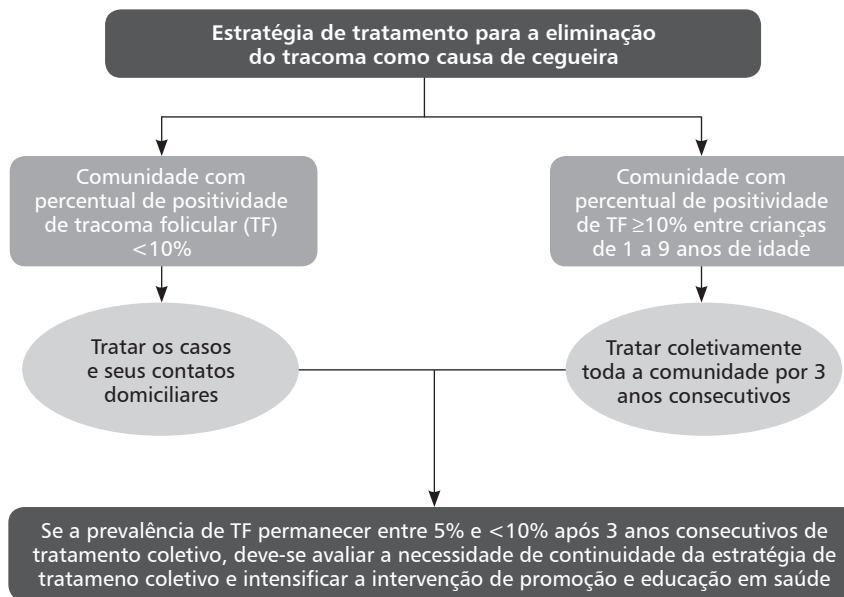 Estratégia de tratamento para a eliminação
do tracoma como causa de cegueira
Comunidade com
percentual de positividade
de tracoma folicular (TF)
<10%
Comunidade com
percentual de positividade
de TF ≥10% entre crianças
de 1 a 9 anos de idade
Tratar os casos
e seus contatos
domiciliares
Tratar coletivamente
toda a comunidade por 3
anos consecutivos
Se a prevalência de TF permanecer entre 5% e <10% após 3 anos consecutivos de
tratamento coletivo, deve-se avaliar a necessidade de continuidade da estratégia de
tratameno coletivo e intensificar a intervenção de promoção e educação em saúde